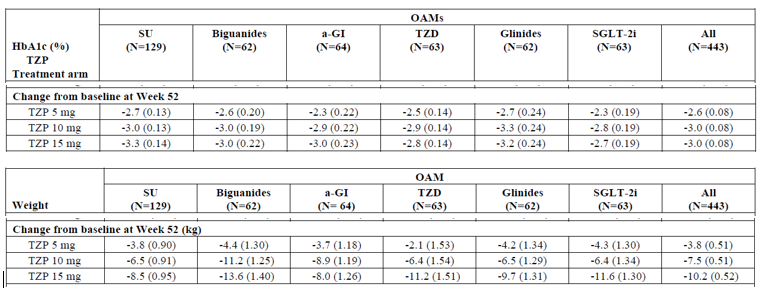 OAMs
HbA1c (%) TZP Treatment arm SU (N=129) Biguanides (N=62) a-GI (N=64) TZD (N=63) Glinides (N=62) SGLT-2i (N=63) All (N=443)
Change from baseline at Week 52
TZP 5 mg -2.7 (0.13) -2.6 (0.20) -2.3 (0.22) -2.5 (0.14) -2.7 (0.24) -2.3 (0.19) -2.6 (0.08)
TZP 10 mg -3.0 (0.13) -3.0 (0.19) -2.9 (0.22) -2.9 (0.14) -3.3 (0.24) -2.8 (0.19) -3.0 (0.08)
TZP 15 mg -3.3 (0.14) -3.0 (0.22) -3.0 (0.23) -2.8 (0.14) -3.2 (0.24) -2.7 (0.19) -3.0 (0.08)
OAM
Weight SU (N=129) Biguanides (N=62) a-GI (N= 64) TZD (N=63) Glinides (N=62) SGLT-2i (N=63) All (N=443)
Change from baseline at Week 52 (kg)
TZP 5 mg -3.8 (0.90) -4.4 (1.30) -3.7 (1.18) -2.1 (1.53) -4.2 (1.34) -4.3 (1.30) -3.8 (0.51)
TZP 10 mg -6.5 (0.91) -11.2 (1.25) -8.9 (1.19) -6.4 (1.54) -6.5 (1.29) -6.4 (1.34) -7.5 (0.51)
TZP 15 mg -8.5 (0.95) -13.6 (1.40) -8.0 (1.26) -11.2 (1.51) -9.7 (1.31) -11.6 (1.30) -10.2 (0.52)